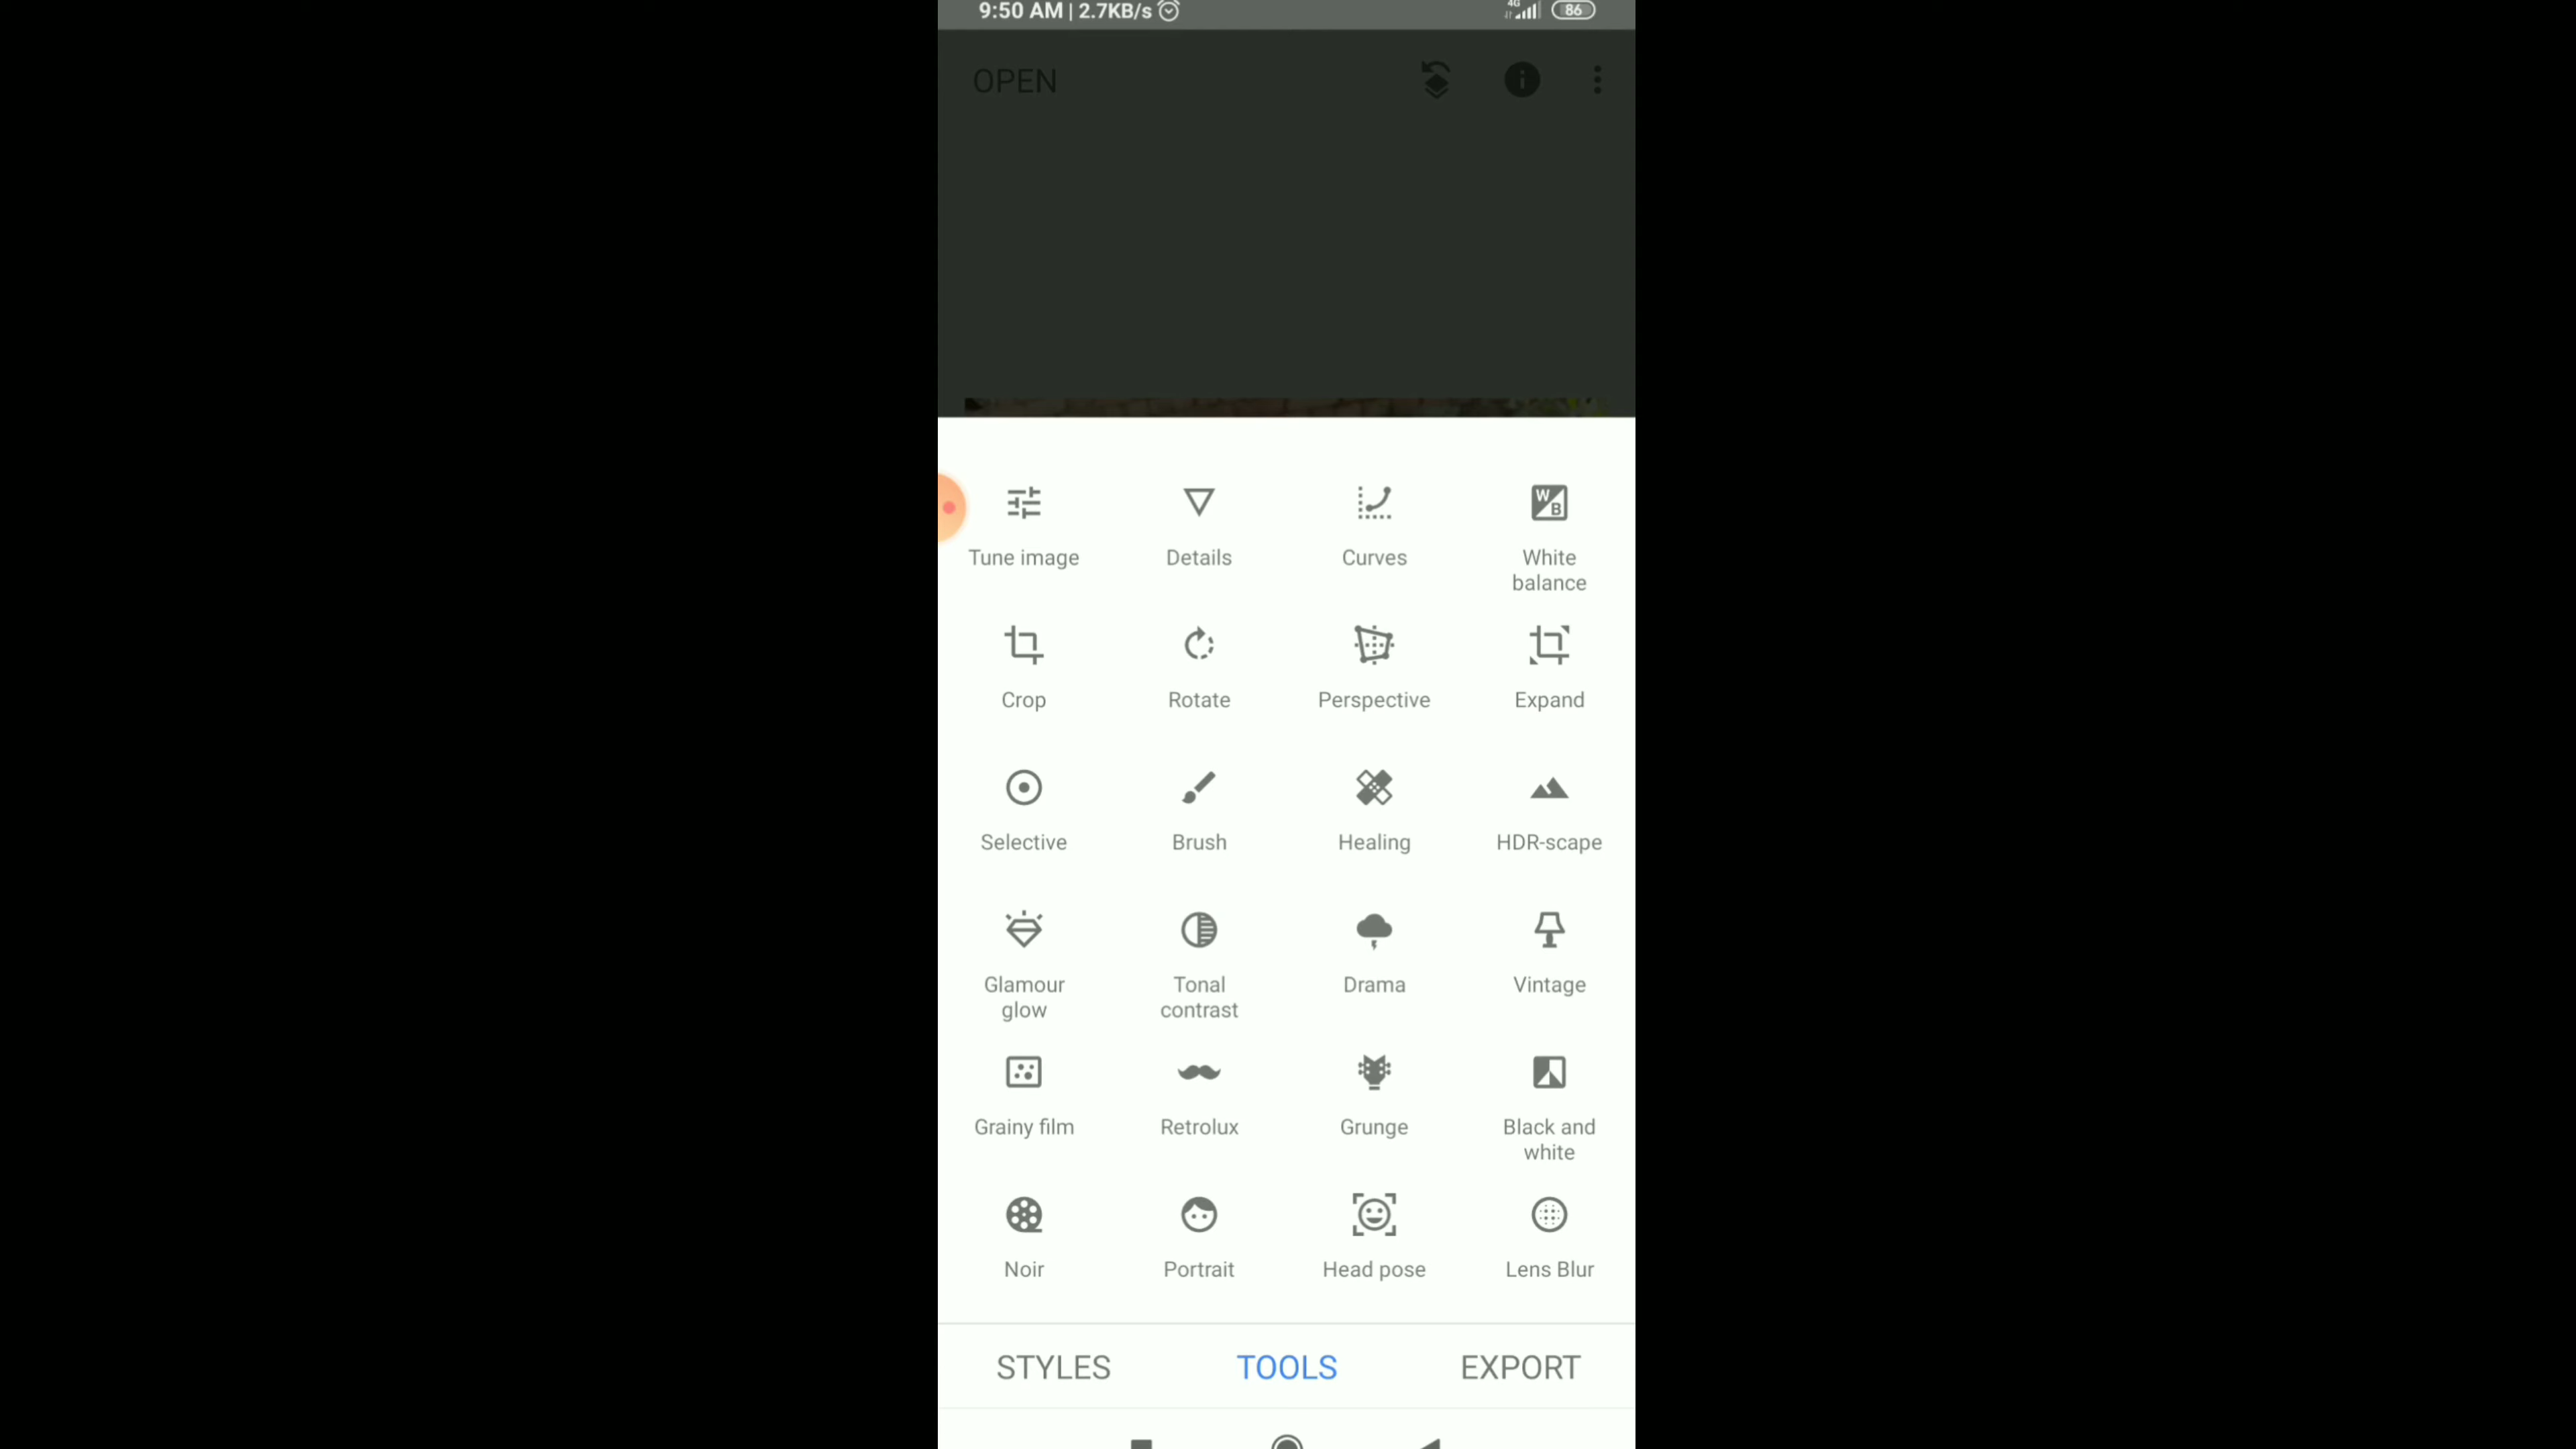 9:50 AM | 2.7KB/s
4G
86
OPEN
Tune image
Details
Curves
W
B
White
balance
Crop
Rotate
Perspective
Expand
Selective
Brush
Healing
HDR-scape
Glamour
glow
Tonal
contrast
Drama
Vintage
Grainy film
Retrolux
Grunge
Black and
white
Noir
Portrait
Head pose
Lens Blur
STYLES
TOOLS
EXPORT